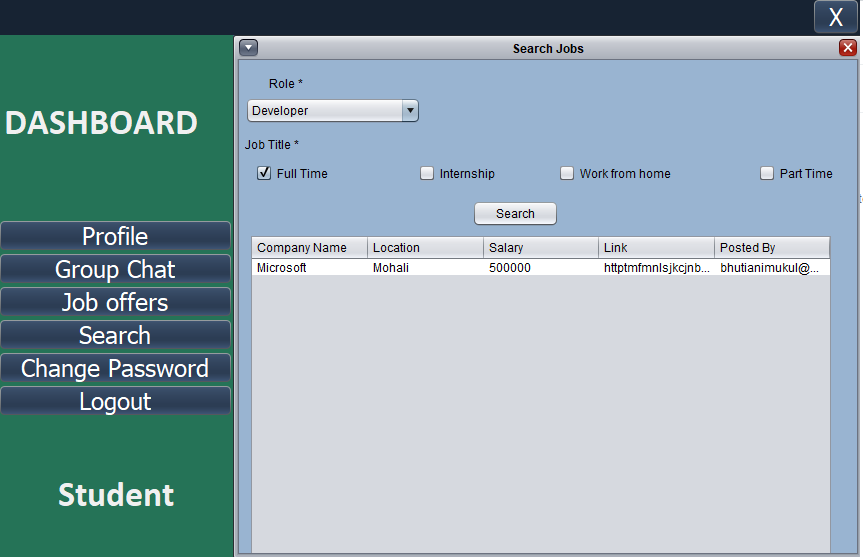 X
DASHBOARD
Profile
Group Chat
Job offers
Search
Change Password
Logout
Student
Search Jobs
Role *
Developer
Job Title *
Full Time Internship Work from home Part Time
Search
Company Name Location Salary Link Posted By
Microsoft Mohali 500000 httptmfmnlsjkcjnb... bhutianimukul@...